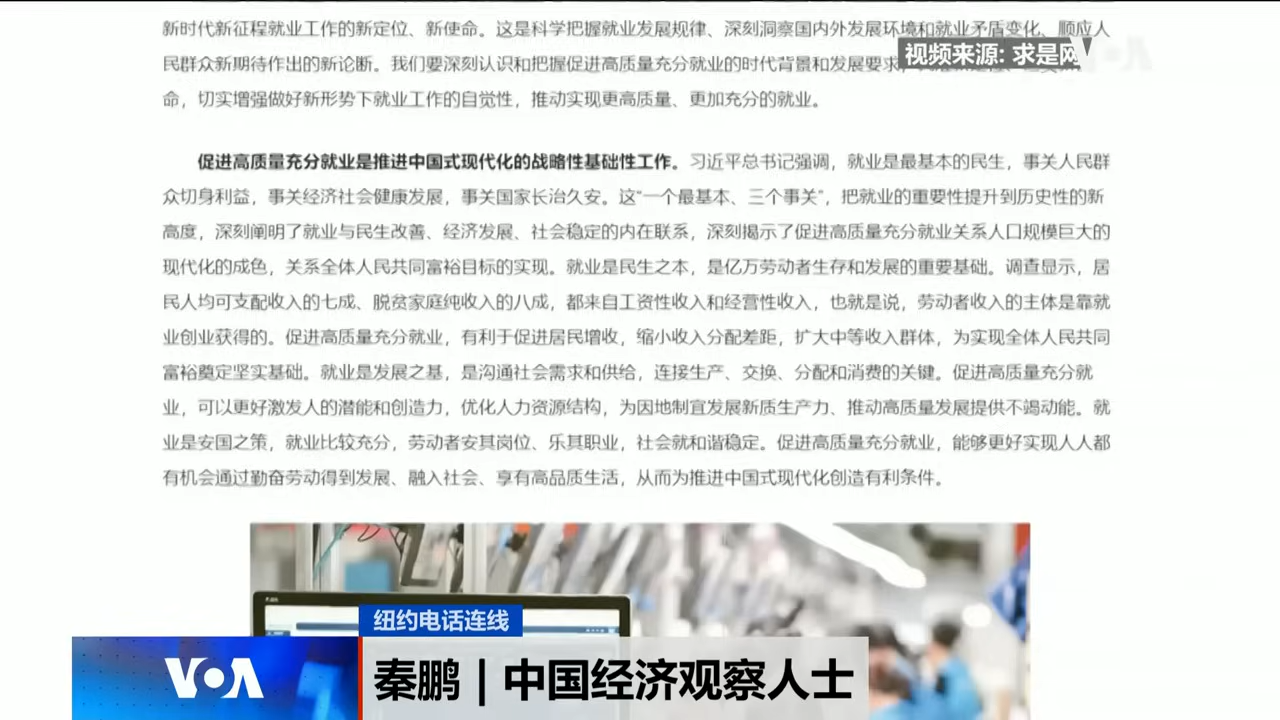 新时代新征程就业工作的新定位、新使命。这是科学把握就业发展规律、深刻洞察国内外发展环境和就业矛盾变化、顺应人
视频来源: 求是网
VOA
民群众新期待作出的新论断。我们要深刻认识和把握促进高质量充分就业的时代背景和发展要求，
命，切实增强做好新形势下就业工作的自觉性，推动实现更高质量、更加充分的就业。
促进高质量充分就业是推进中国式现代化的战略性基础性工作。习近平总书记强调，就业是最基本的民生，事关人民群
众切身利益，事关经济社会健康发展，事关国家长治久安。这“一个最基本、三个事关”，把就业的重要性提升到历史性的新
高度，深刻阐明了就业与民生改善、经济发展、社会稳定的内在联系，深刻揭示了促进高质量充分就业关系人口规模巨大的
现代化的成色，关系全体人民共同富裕目标的实现。就业是民生之本，是亿万劳动者生存和发展的重要基础。调查显示，居
民人均可支配收入的七成、脱贫家庭纯收入的八成，都来自工资性收入和经营性收入，也就是说，劳动者收入的主体是靠就
业创业获得的。促进高质量充分就业，有利于促进居民增收，缩小收入分配差距，扩大中等收入群体，为实现全体人民共同
富裕奠定坚实基础。就业是发展之基，是沟通社会需求和供给，连接生产、交换、分配和消费的关键。促进高质量充分就
业，可以更好激发人的潜能和创造力，优化人力资源结构，为因地制宜发展新质生产力、推动高质量发展提供不竭动能。就
业是安国之策，就业比较充分，劳动者安其岗位、乐其职业，社会就和谐稳定。促进高质量充分就业，能够更好实现人人都
有机会通过勤奋劳动得到发展、融入社会、享有高品质生活，从而为推进中国式现代化创造有利条件。
纽约电话连线
VOA
秦鹏｜中国经济观察人士